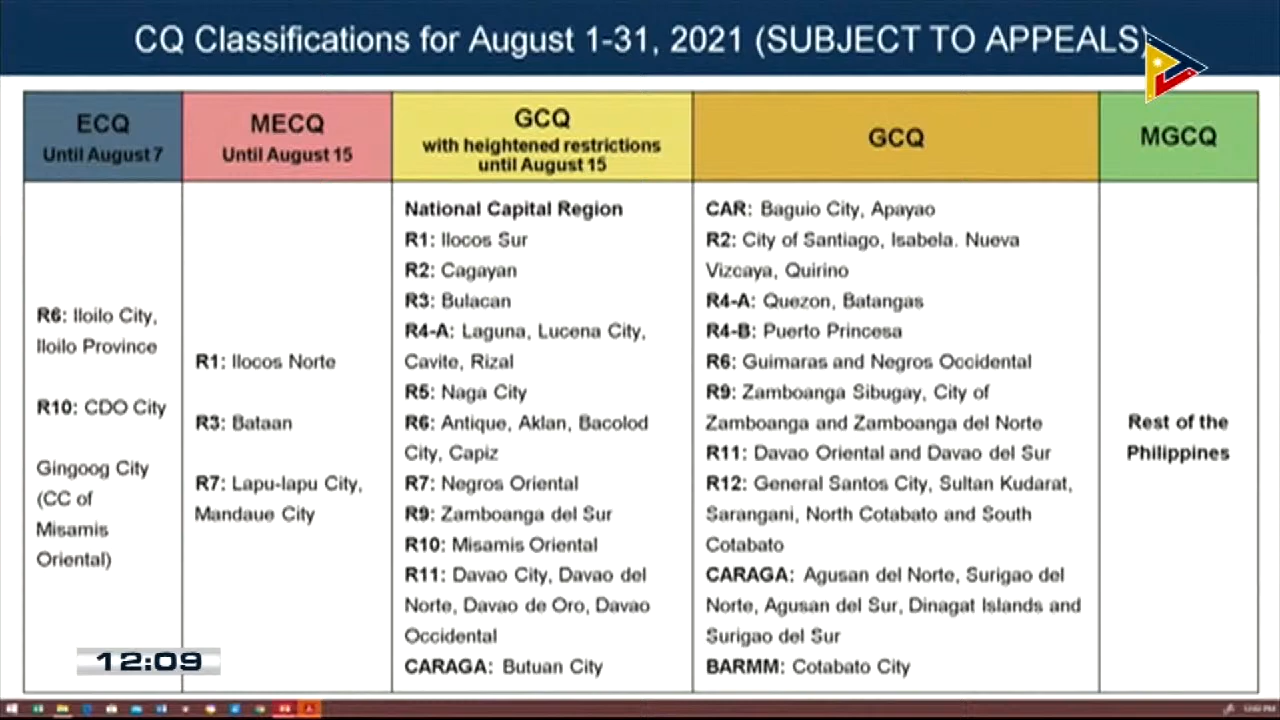 CQ Classifications for August 1-31, 2021 (SUBJECT TO APPEALS)
ECQ
Until August 7
MECQ
Until August 15
GCQ
with heightened restrictions
until August 15
GCQ
MGCQ
R6: Iloilo City,
Iloilo Province
R10: CDO City
Gingoog City
(CC of
Misamis
Oriental)
R1: Ilocos Norte
R3: Bataan
R7: Lapu-lapu City,
Mandaue City
National Capital Region
R1: Ilocos Sur
R2: Cagayan
R3: Bulacan
R4-A: Laguna, Lucena City,
Cavite, Rizal
R5: Naga City
R6: Antique, Aklan, Bacolod
City, Capiz
R7: Negros Oriental
R9: Zamboanga del Sur
R10: Misamis Oriental
R11: Davao City, Davao del
Norte, Davao de Oro, Davao
Occidental
CARAGA: Butuan City
CAR: Baguio City, Apayao
R2: City of Santiago, Isabela. Nueva
Vizcaya, Quirino
R4-A: Quezon, Batangas
R4-B: Puerto Princesa
R6: Guimaras and Negros Occidental
R9: Zamboanga Sibugay, City of
Zamboanga and Zamboanga del Norte
R11: Davao Oriental and Davao del Sur
R12: General Santos City, Sultan Kudarat,
Sarangani, North Cotabato and South
Cotabato
CARAGA: Agusan del Norte, Surigao del
Norte, Agusan del Sur, Dinagat Islands and
Surigao del Sur
BARMM: Cotabato City
Rest of the
Philippines
12:09